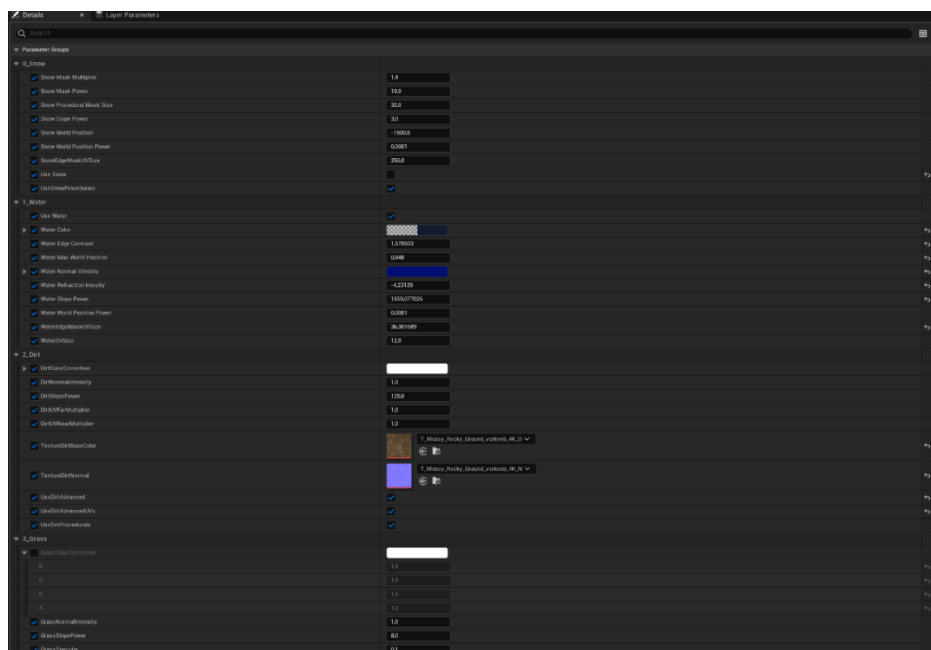 Details
Layer Parameters
Search
Parameter Groups
0_Snow
Snow Mask Multiplier 1,4
Snow Mask Power 10,0
Snow Procedural Mask Size 32,0
Snow Slope Power 3,0
Snow World Position -1500,0
Snow World Position Power 0,0001
SnowEdgeMaskUVSize 256,0
Use Snow
UseSnowProcedurals
1_Water
Use Water
Water Color
Water Edge Contrast 1,578503
Water Max World Position 0,048
Water Normal Intesitiy
Water Refraction Intesity -4,23129
Water Slope Power 1559,077026
Water World Position Power 0,0001
WaterEdgeMaskUVSize 36,301689
WaterUvSize 12,0
2_Dirt
DirtColorCorrection
DirtNormalIntensity 1,0
DirtSlopePower 128,0
DirtUVFarMultiplier 1,0
DirtUVNearMultiplier 1,0
TextureDirtBaseColor
TextureDirtNormal
UseDirtAdvanced
UseDirtAdvancedUVs
UseDirtProcedurals
3_Grass
GrassColorCorrection
R 1,0
G 1,0
B 1,0
A 1,0
GrassNormalIntensity 1,0
GrassSlopePower 8,0
GrassSpecular 0,1